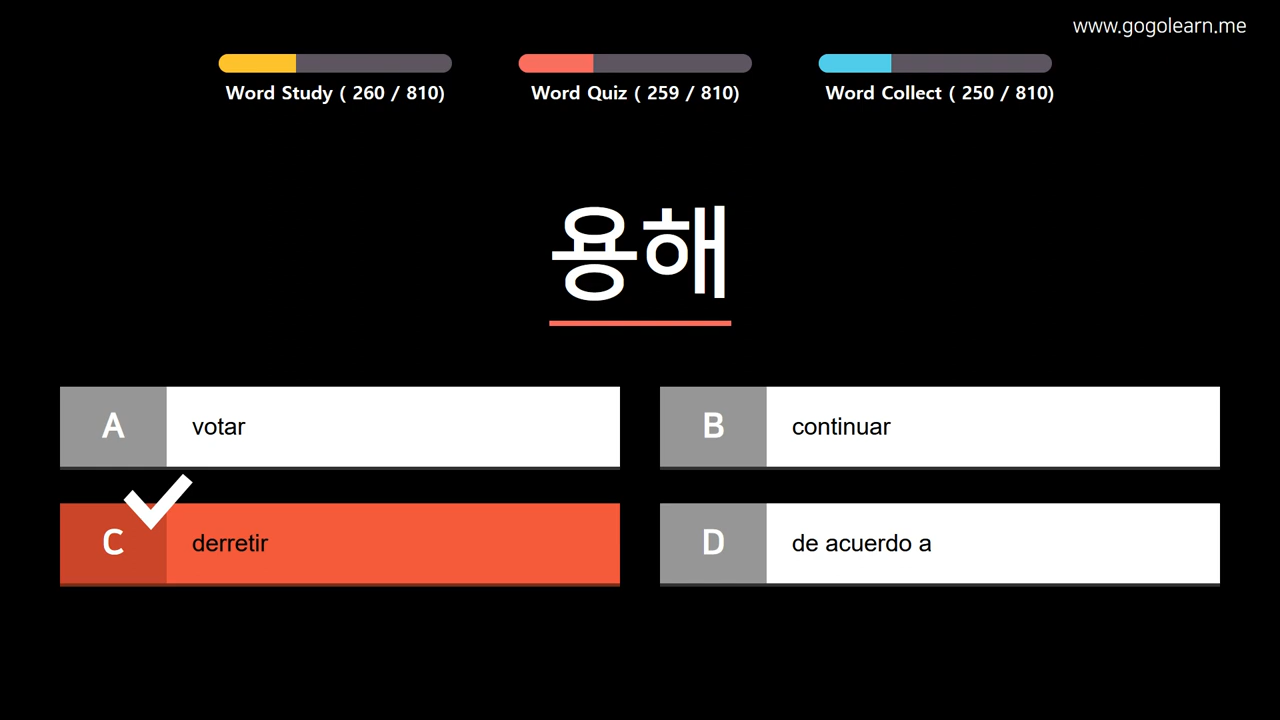 www.gogolearn.me
Word Study ( 260 / 810)
Word Quiz ( 259 / 810)
Word Collect ( 250 / 810)
용해
A votar
B continuar
C derretir
D de acuerdo a